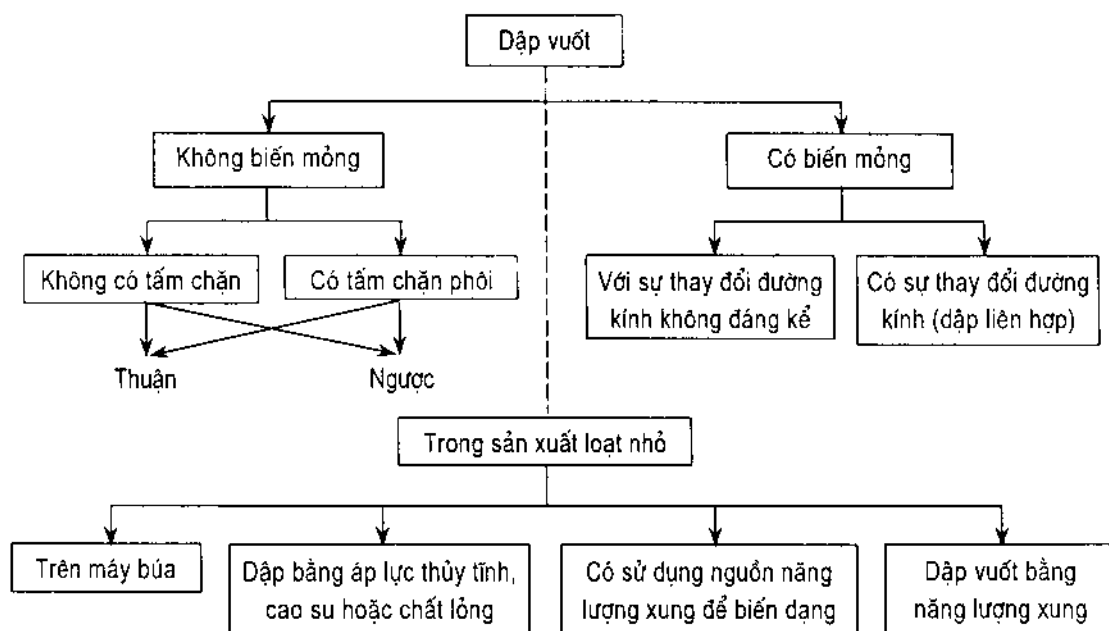 Dập vuốt
Không biến mỏng
Có biến mỏng
Không có tấm chặn
Có tấm chặn phôi
Với sự thay đổi đường
kính không đáng kể
Có sự thay đổi đường
kính (dập liên hợp)
Thuận
Ngược
Trong sản xuất loạt nhỏ
Trên máy búa
Dập bằng áp lực thủy tĩnh,
cao su hoặc chất lỏng
Có sử dụng nguồn năng
lượng xung để biến dạng
Dập vuốt bằng
năng lượng xung